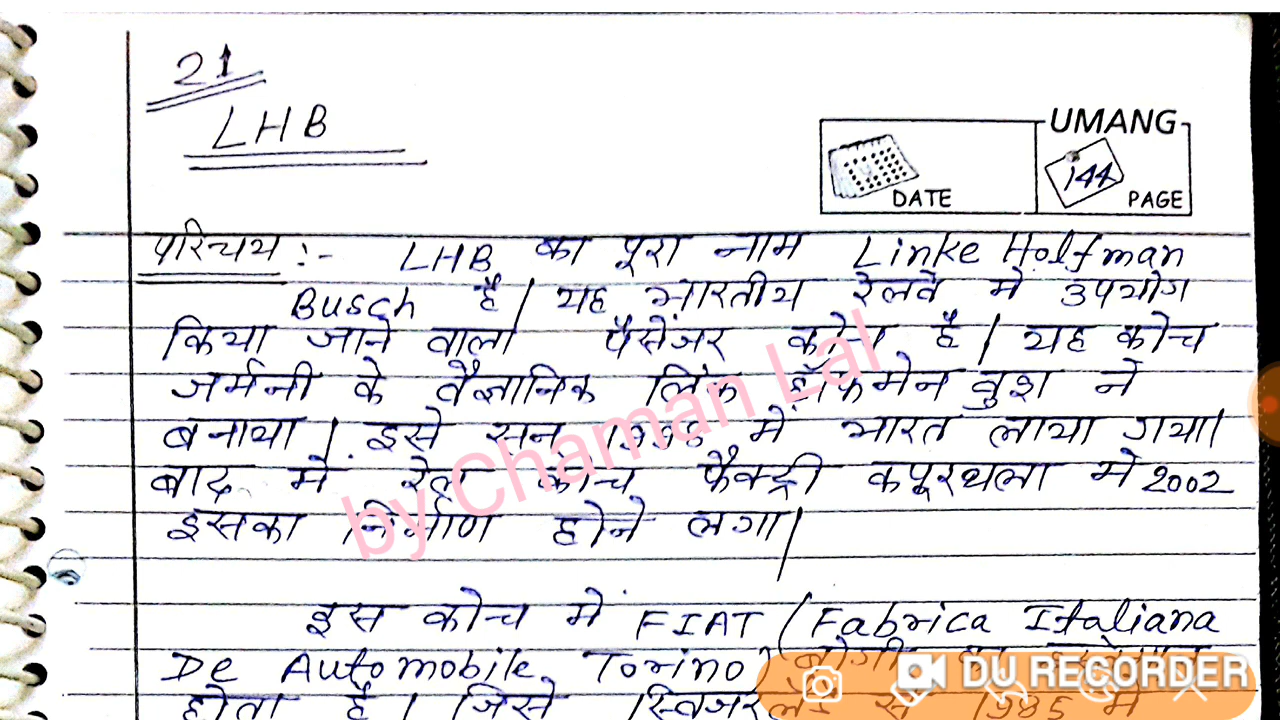 21
LHB
UMANG
144
DATE
PAGE
परिचय :- LHB का पूरा नाम Linke Holfman
Busch है। यह भारतीय रेलवे मे उपयोग
किया जाने वाला पैसेंजर कोच है। यह कोच
जर्मनी के वैज्ञानिक लिंक हॉफमेन बुश ने
बनाया। इसे सन में भारत लाया गया।
बाद में रेल कोच फैक्ट्री कपूरथला मे 2002
इसका निर्माण होने लगा।
by Chaman Lal
इस कोच में FIAT (Fabrica Italiana
De Automobile Torino)
DU RECORDER
होता है। जिसे से 1985 मे